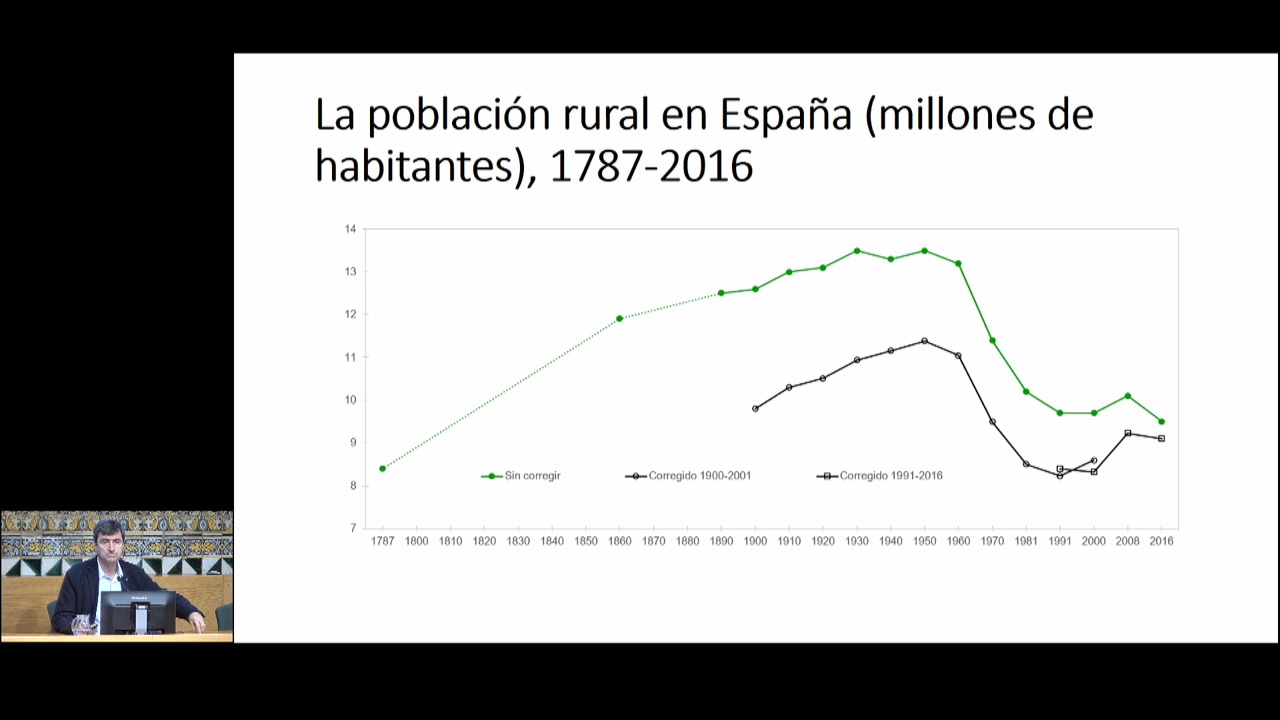 La población rural en España (millones de
habitantes), 1787-2016
14
13
12
11
10
9
8
7
Sin corregir
Corregido 1900-2001
Corregido 1991-2016
1787 1800 1810 1820 1830 1840 1850 1860 1870 1880 1890 1900 1910 1920 1930 1940 1950 1960 1970 1981 1991 2000 2008 2016